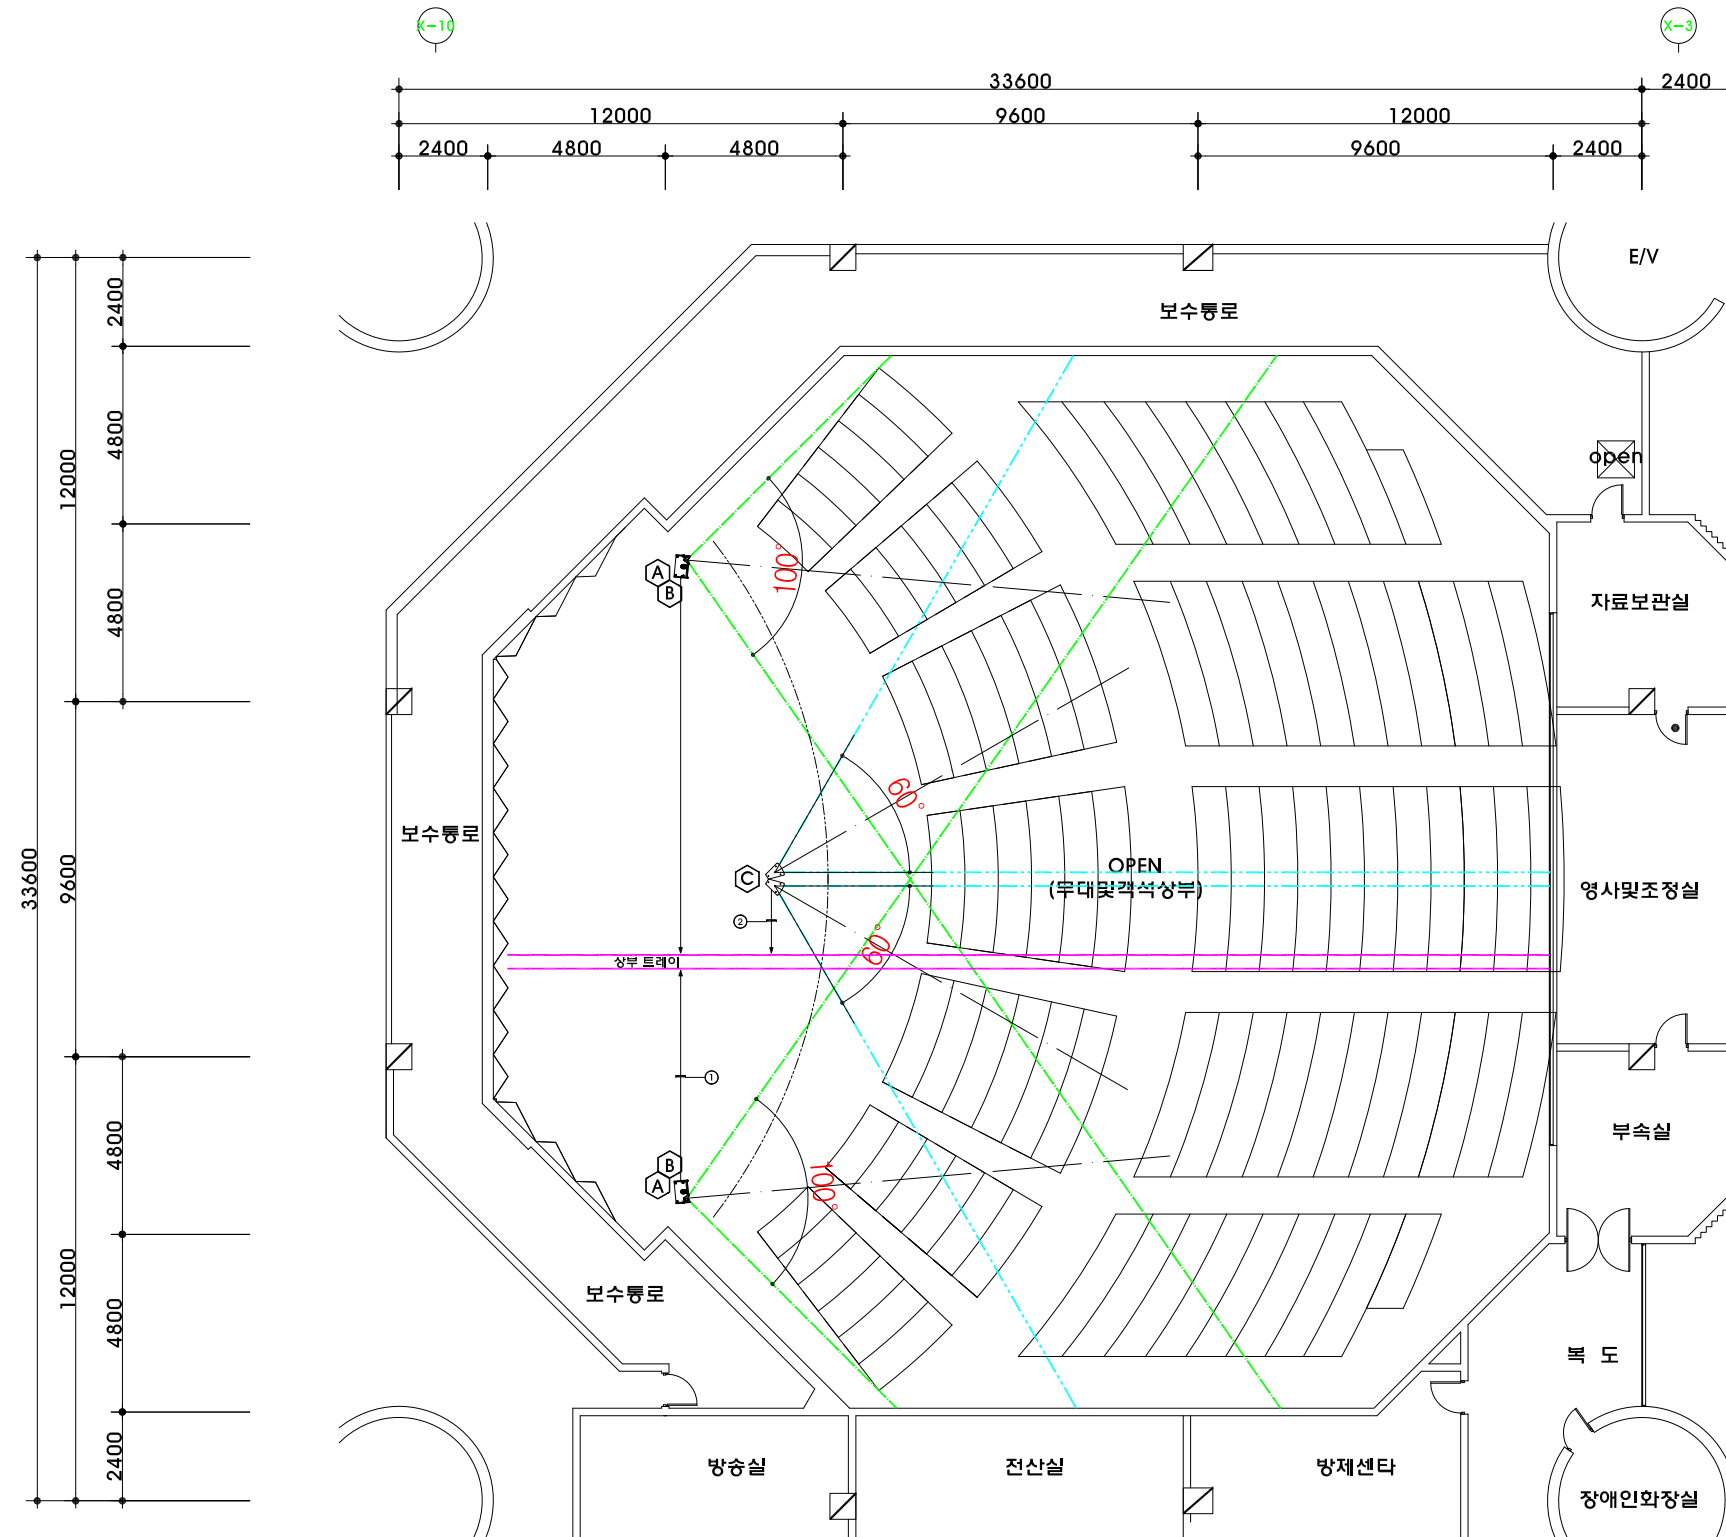 X-10
X-3
33600
2400
12000
9600
12000
2400
4800
4800
9600
2400
E/V
보수통로
2400
4800
12000
4800
open
100°
A
B
자료보관실
33600
9600
보수통로
60°
C
OPEN
(무대및객석상부)
영사및조정실
2
60°
상부 트레이
1
4800
12000
4800
2400
B
A
100°
부속실
보수통로
복 도
방송실
전산실
방제센타
장애인화장실